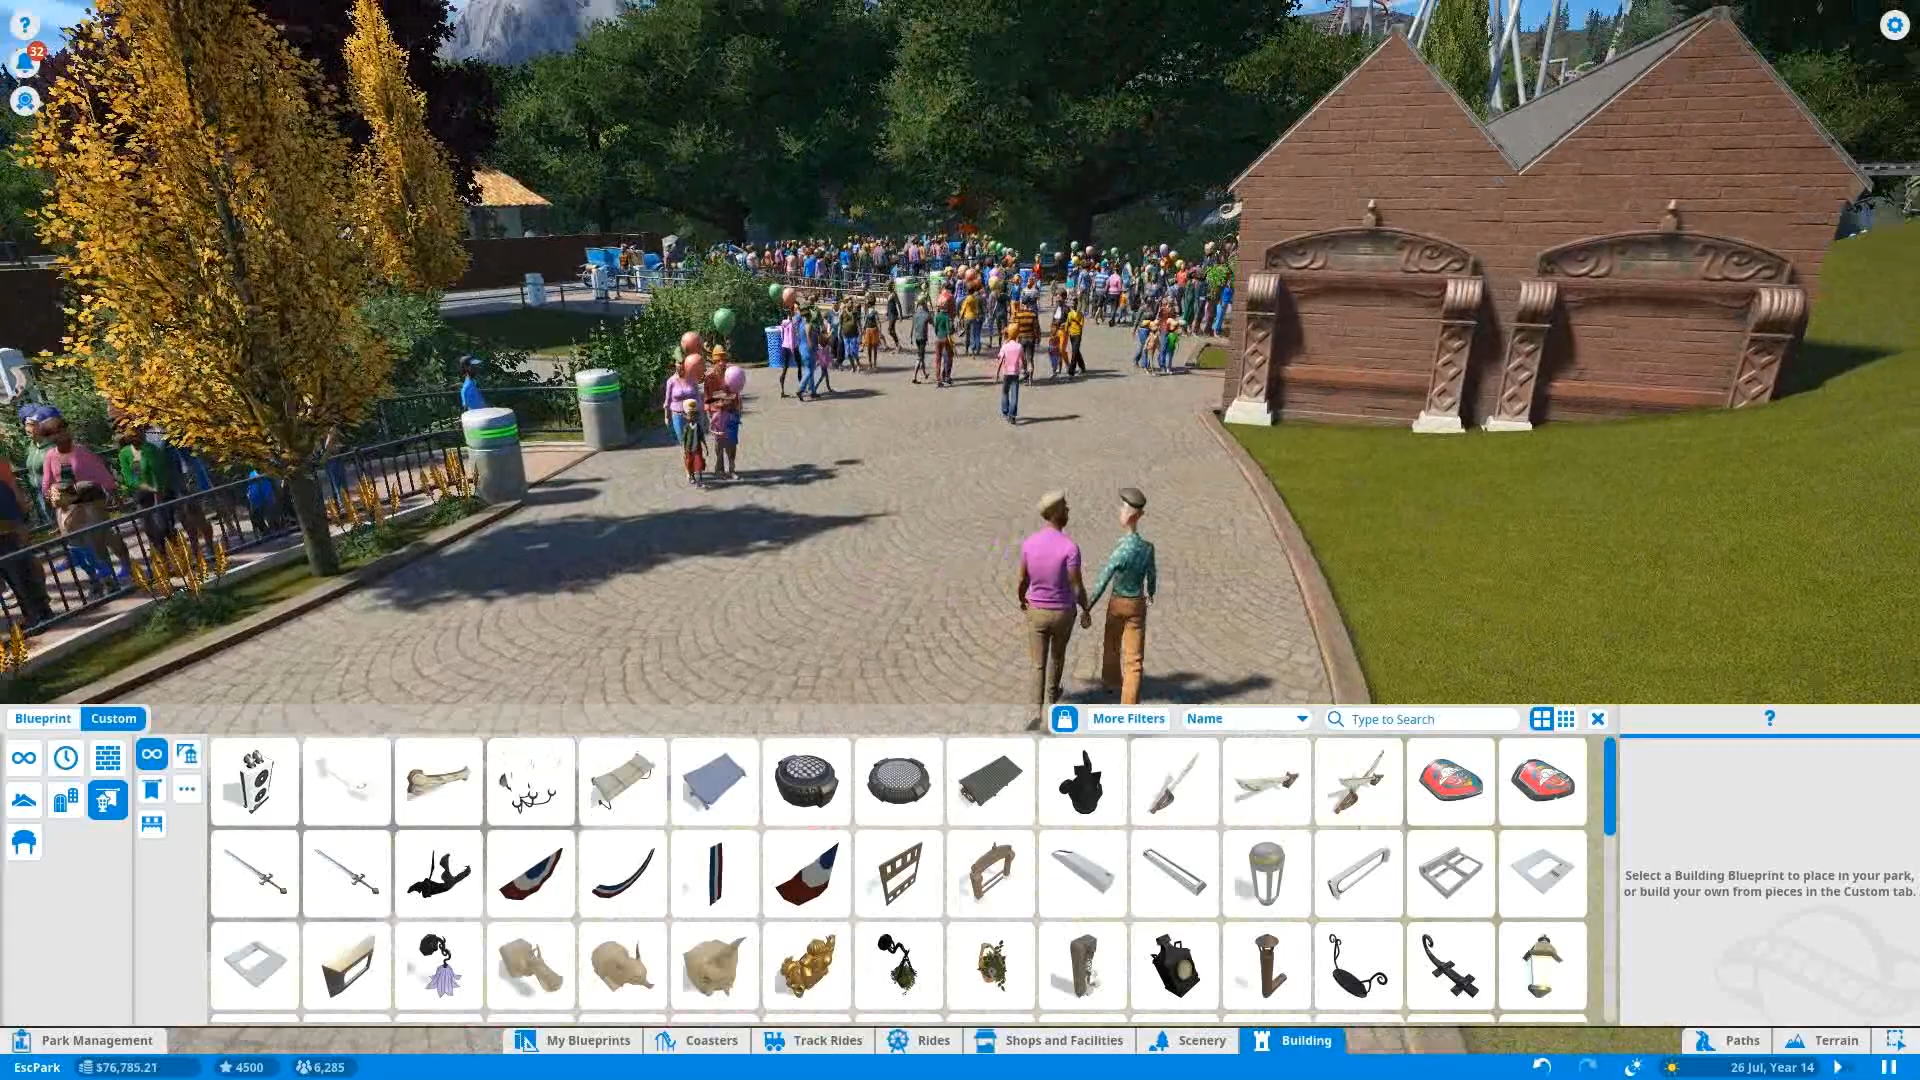 ?
32
Blueprint
Custom
More Filters
Name
Type to Search
?
Select a Building Blueprint to place in your park,
or build your own from pieces in the Custom tab.
Park Management
My Blueprints
Coasters
Track Rides
Rides
Shops and Facilities
Scenery
Building
Paths
Terrain
EscPark
$76,785.21
4500
6,285
26 Jul, Year 14